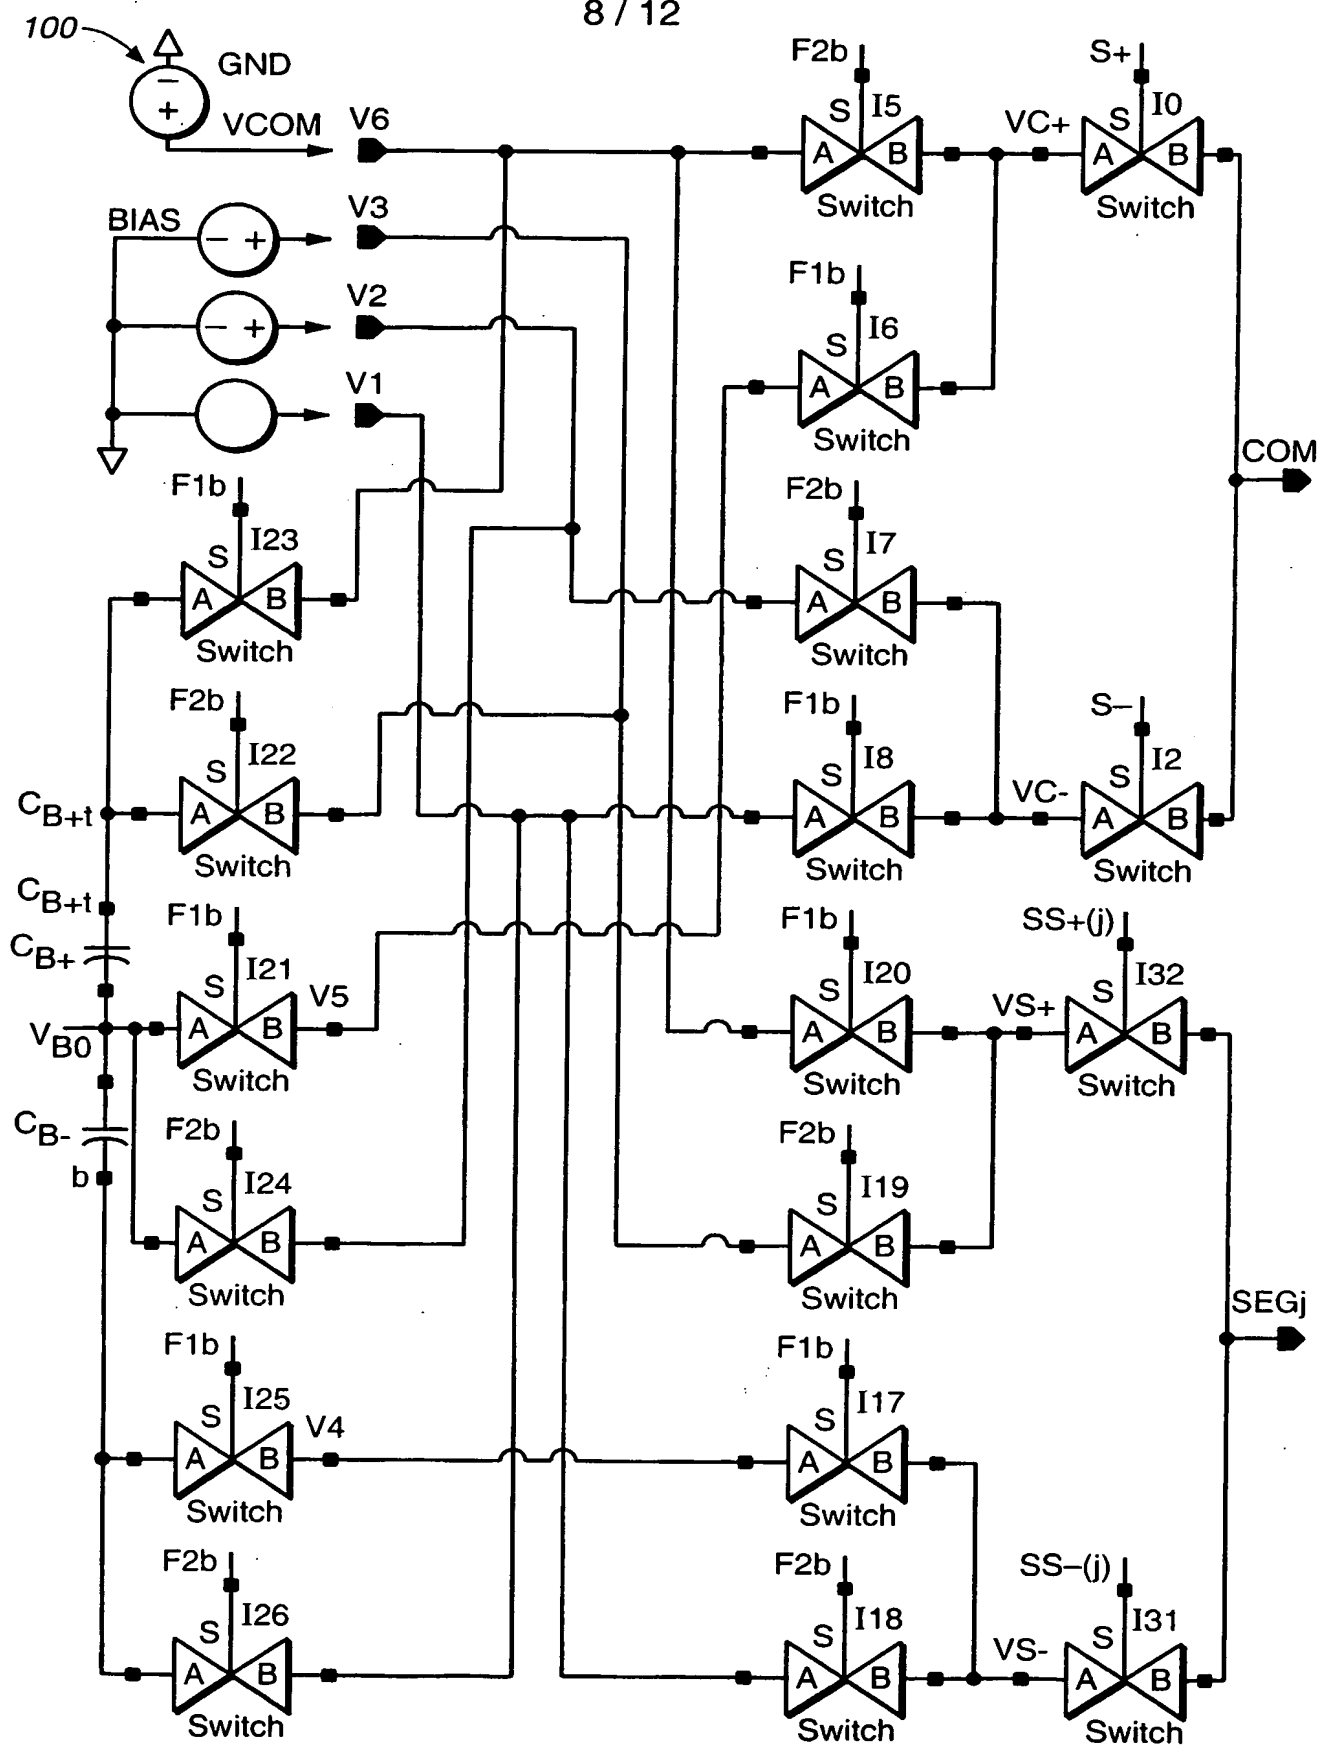 8 / 12
100
GND
− +
VCOM
V6
BIAS
− +
V3
− +
V2
V1
F2b
S I5
A B
Switch
VC+
S+
S I0
A B
Switch
F1b
S I6
A B
Switch
COM
F1b
S I23
A B
Switch
F2b
S I7
A B
Switch
F2b
S I22
A B
Switch
CB+t
F1b
S I8
A B
Switch
VC-
S−
S I2
A B
Switch
CB+t
CB+
VB0
F1b
S I21
A B
Switch
V5
F1b
S I20
A B
Switch
VS+
SS+(j)
S I32
A B
Switch
CB-
b
F2b
S I24
A B
Switch
F2b
S I19
A B
Switch
SEGj
F1b
S I25
A B
Switch
V4
F1b
S I17
A B
Switch
F2b
S I26
A B
Switch
F2b
S I18
A B
Switch
VS-
SS−(j)
S I31
A B
Switch